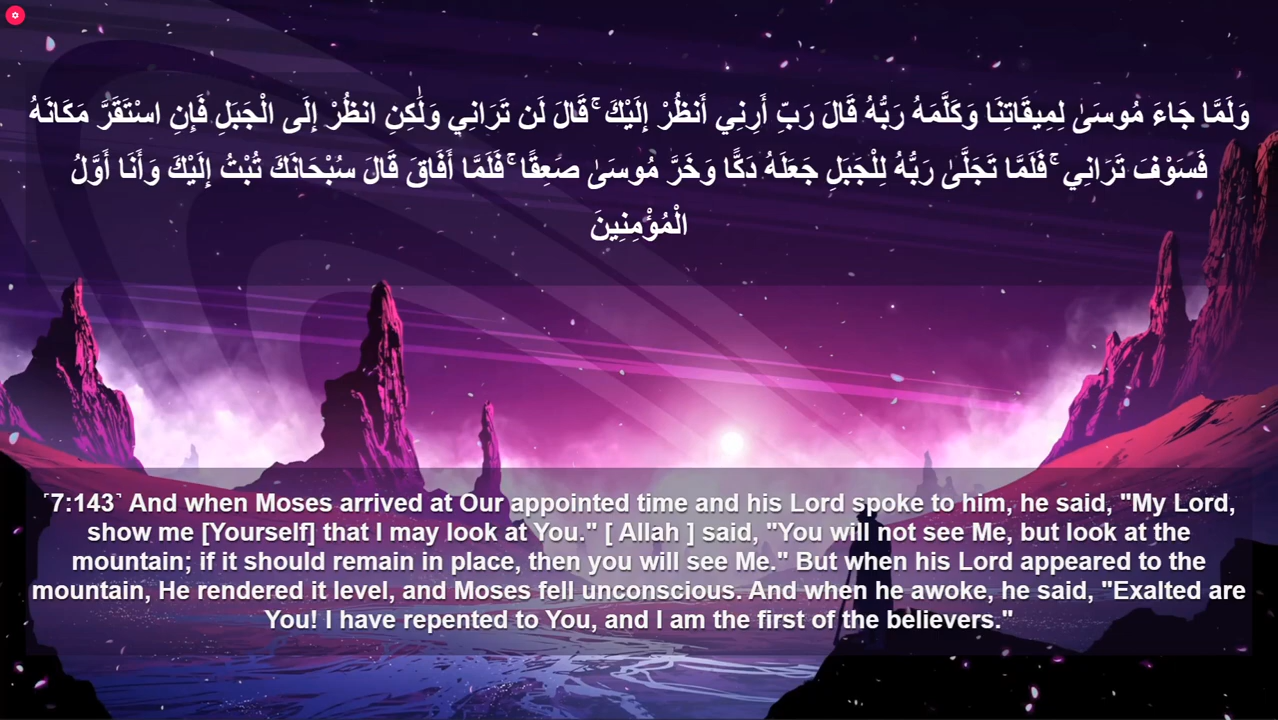 وَلَمَّا جَاءَ مُوسَىٰ لِمِيقَاتِنَا وَكَلَّمَهُ رَبُّهُ قَالَ رَبِّ أَرِنِي أَنظُرْ إِلَيْكَ ۚ قَالَ لَن تَرَانِي وَلَٰكِنِ انظُرْ إِلَى الْجَبَلِ فَإِنِ اسْتَقَرَّ مَكَانَهُ
فَسَوْفَ تَرَانِي ۚ فَلَمَّا تَجَلَّىٰ رَبُّهُ لِلْجَبَلِ جَعَلَهُ دَكًّا وَخَرَّ مُوسَىٰ صَعِقًا ۚ فَلَمَّا أَفَاقَ قَالَ سُبْحَانَكَ تُبْتُ إِلَيْكَ وَأَنَا أَوَّلُ
الْمُؤْمِنِينَ
˹7:143˺ And when Moses arrived at Our appointed time and his Lord spoke to him, he said, "My Lord,
show me [Yourself] that I may look at You." [ Allah ] said, "You will not see Me, but look at the
mountain; if it should remain in place, then you will see Me." But when his Lord appeared to the
mountain, He rendered it level, and Moses fell unconscious. And when he awoke, he said, "Exalted are
You! I have repented to You, and I am the first of the believers."